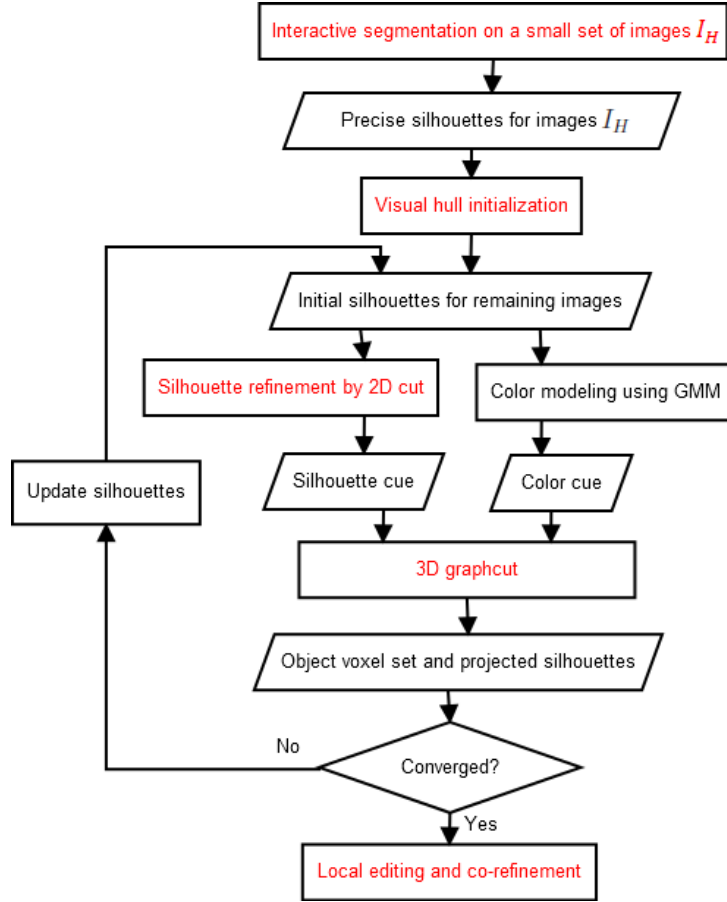 Interactive segmentation on a small set of images I_H
Precise silhouettes for images I_H
Visual hull initialization
Initial silhouettes for remaining images
Silhouette refinement by 2D cut
Color modeling using GMM
Update silhouettes
Silhouette cue
Color cue
3D graphcut
Object voxel set and projected silhouettes
No
Converged?
Yes
Local editing and co-refinement